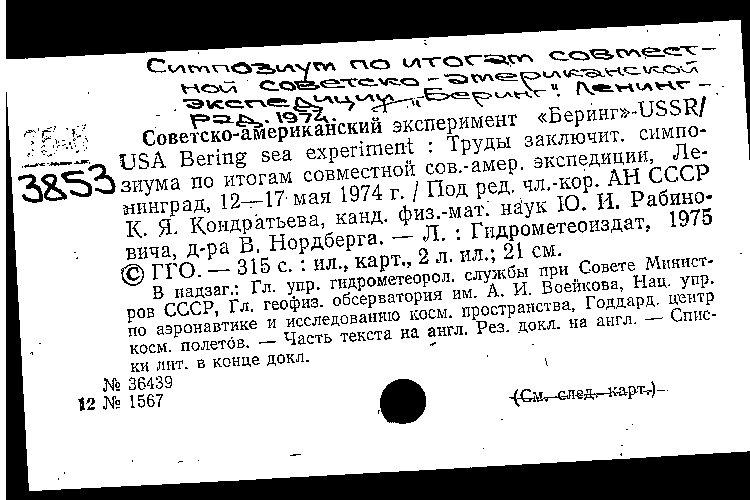 Симпозиум по итогам совмест-
ной советско-американской
экспедиции „Беринг". Ленинг-
рад. 1974.
75-5
3853
Советско-американский эксперимент «Беринг»-USSR/
USA Bering sea experiment : Труды заключит. симпо-
зиума по итогам совместной сов.-амер. экспедиции, Ле-
нинград, 12—17 мая 1974 г. / Под ред. чл.-кор. АН СССР
К. Я. Кондратьева, канд. физ.-мат. наук Ю. И. Рабино-
вича, д-ра В. Нордберга. — Л. : Гидрометеоиздат, 1975
© ГГО. — 315 с. : ил., карт., 2 л. ил.; 21 см.
В надзаг.: Гл. упр. гидрометеорол. службы при Совете Минист-
ров СССР, Гл. геофиз. обсерватория им. А. И. Воейкова, Нац. упр.
по аэронавтике и исследованию косм. пространства, Годдард. центр
косм. полетов. — Часть текста на англ. Рез. докл. на англ. — Спис-
ки лит. в конце докл.
№ 36439
12 № 1567
(См. след. карт.)